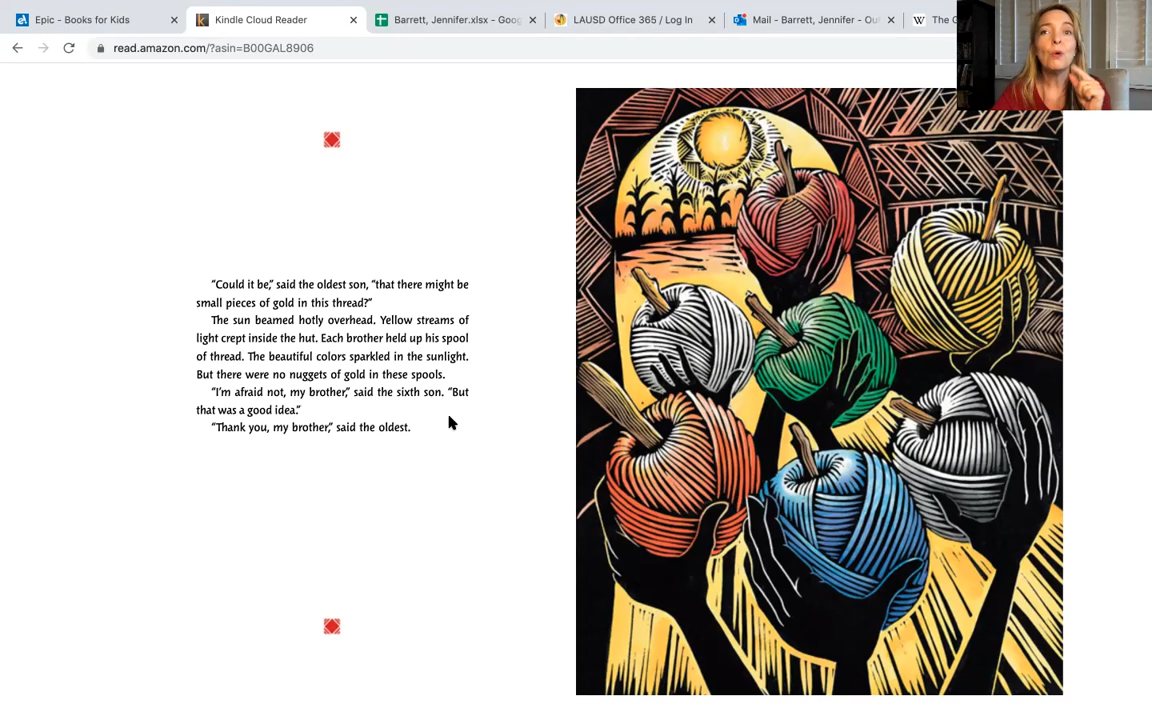 Epic - Books for Kids
Kindle Cloud Reader
Barrett, Jennifer.xlsx - Goog
LAUSD Office 365 / Log In
Mail - Barrett, Jennifer - Ou
W The G
read.amazon.com/?asin=B00GAL8906
“Could it be,” said the oldest son, “that there might be
small pieces of gold in this thread?”
The sun beamed hotly overhead. Yellow streams of
light crept inside the hut. Each brother held up his spool
of thread. The beautiful colors sparkled in the sunlight.
But there were no nuggets of gold in these spools.
“I’m afraid not, my brother,” said the sixth son. “But
that was a good idea.”
“Thank you, my brother,” said the oldest.